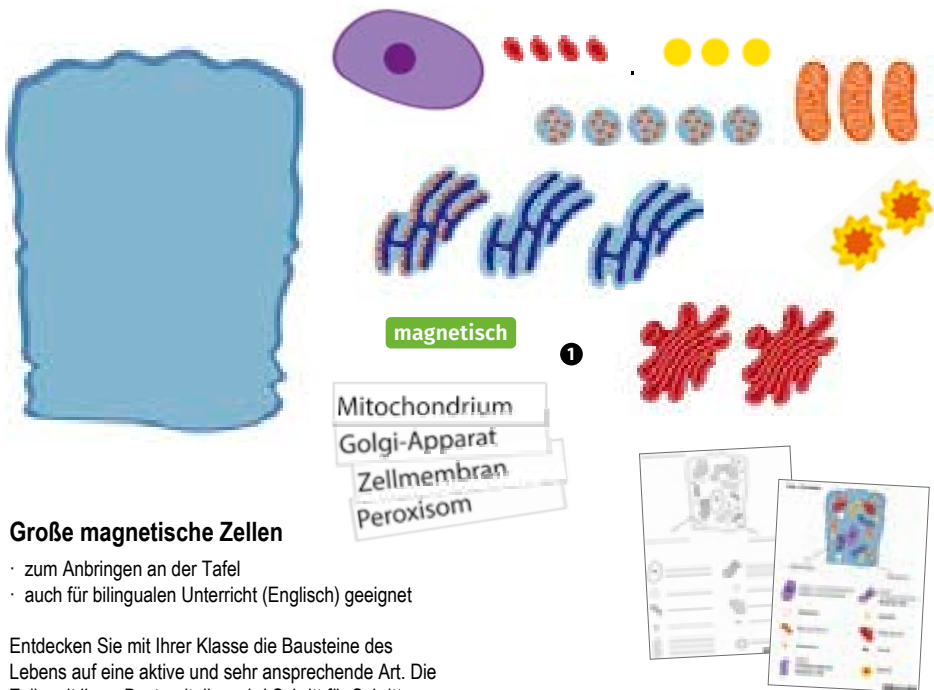 magnetisch
1
Mitochondrium
Golgi-Apparat
Zellmembran
Peroxisom
Große magnetische Zellen
· zum Anbringen an der Tafel
· auch für bilingualen Unterricht (Englisch) geeignet
Entdecken Sie mit Ihrer Klasse die Bausteine des
Lebens auf eine aktive und sehr ansprechende Art. Die